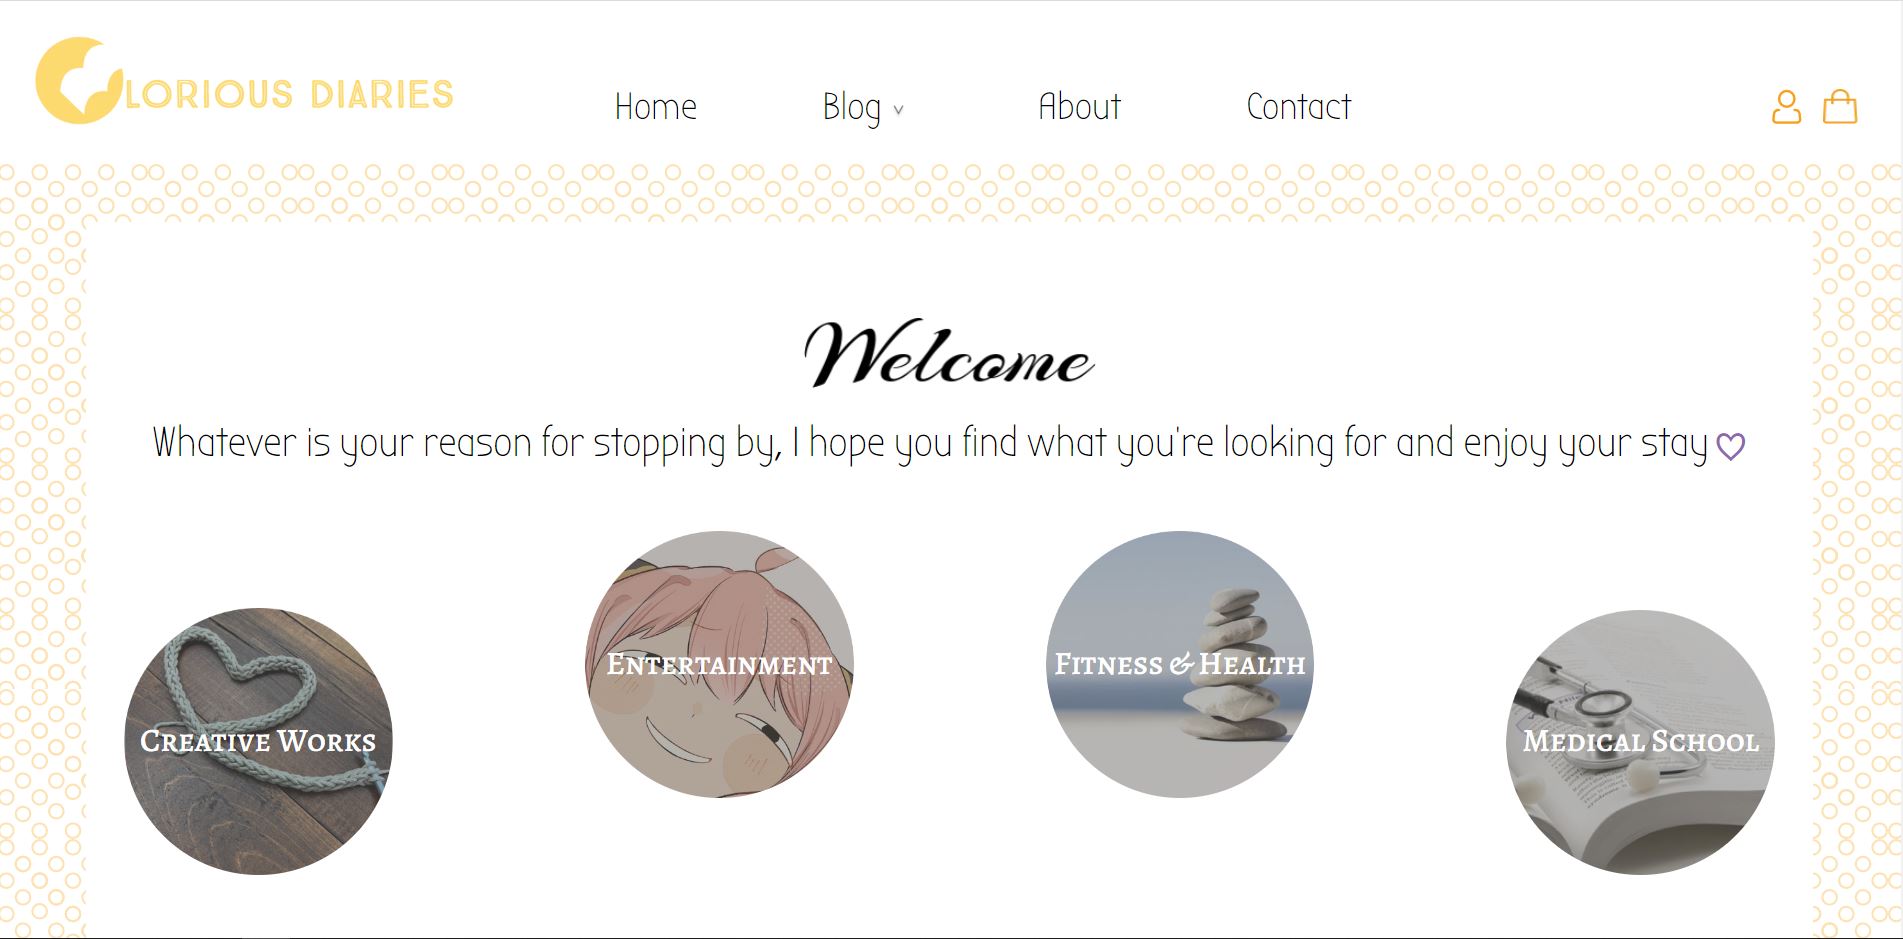 GLORIOUS DIARIES
Home
Blog
About
Contact
Welcome
Whatever is your reason for stopping by, I hope you find what you're looking for and enjoy your stay
Creative Works
Entertainment
Fitness & Health
Medical School